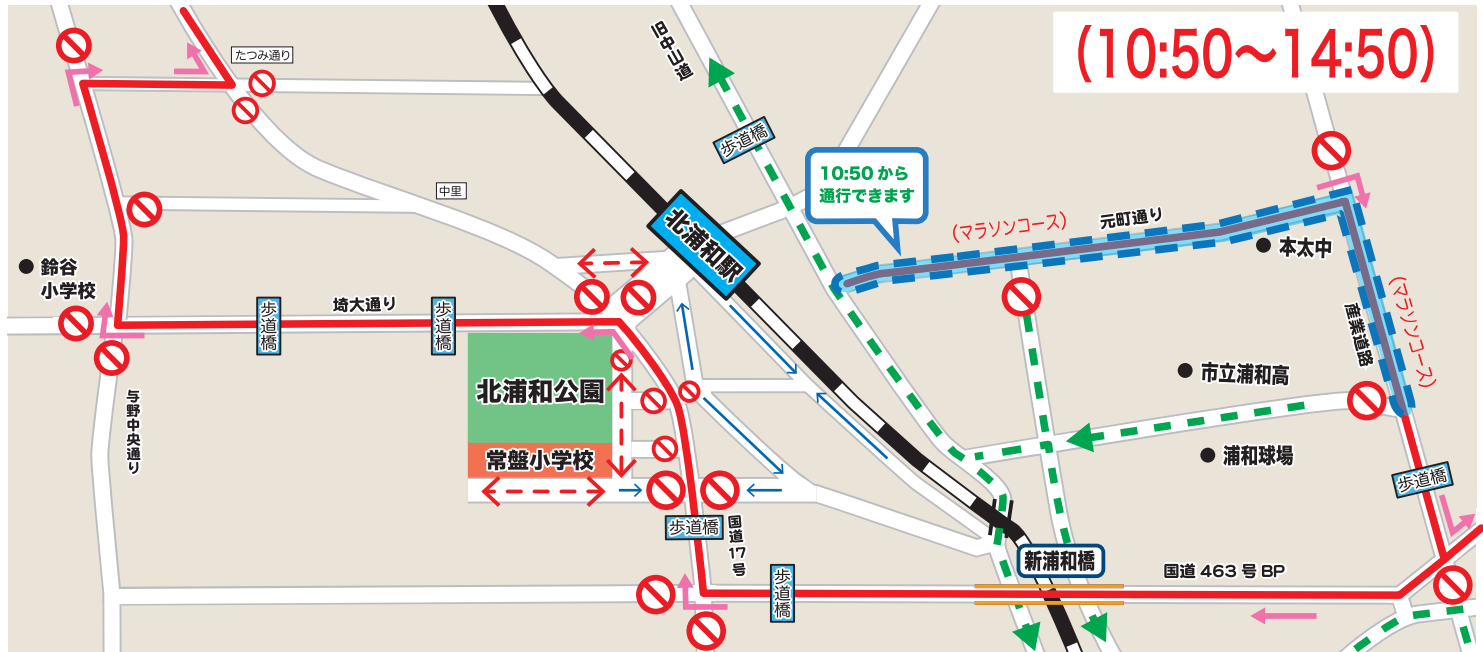 (10:50～14:50)
旧中山道
たつみ通り
歩道橋
10:50 から
通行できます
中里
北浦和駅
(マラソンコース)
元町通り
本太中
鈴谷
小学校
埼大通り
歩道橋
歩道橋
(マラソンコース)
産業道路
北浦和公園
市立浦和高
与野中央通り
常盤小学校
浦和球場
歩道橋
歩道橋
国道17号
新浦和橋
国道 463 号 BP
歩道橋